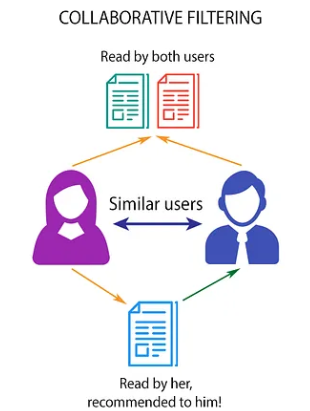 COLLABORATIVE FILTERING
Read by both users
Similar users
Read by her,
recommended to him!